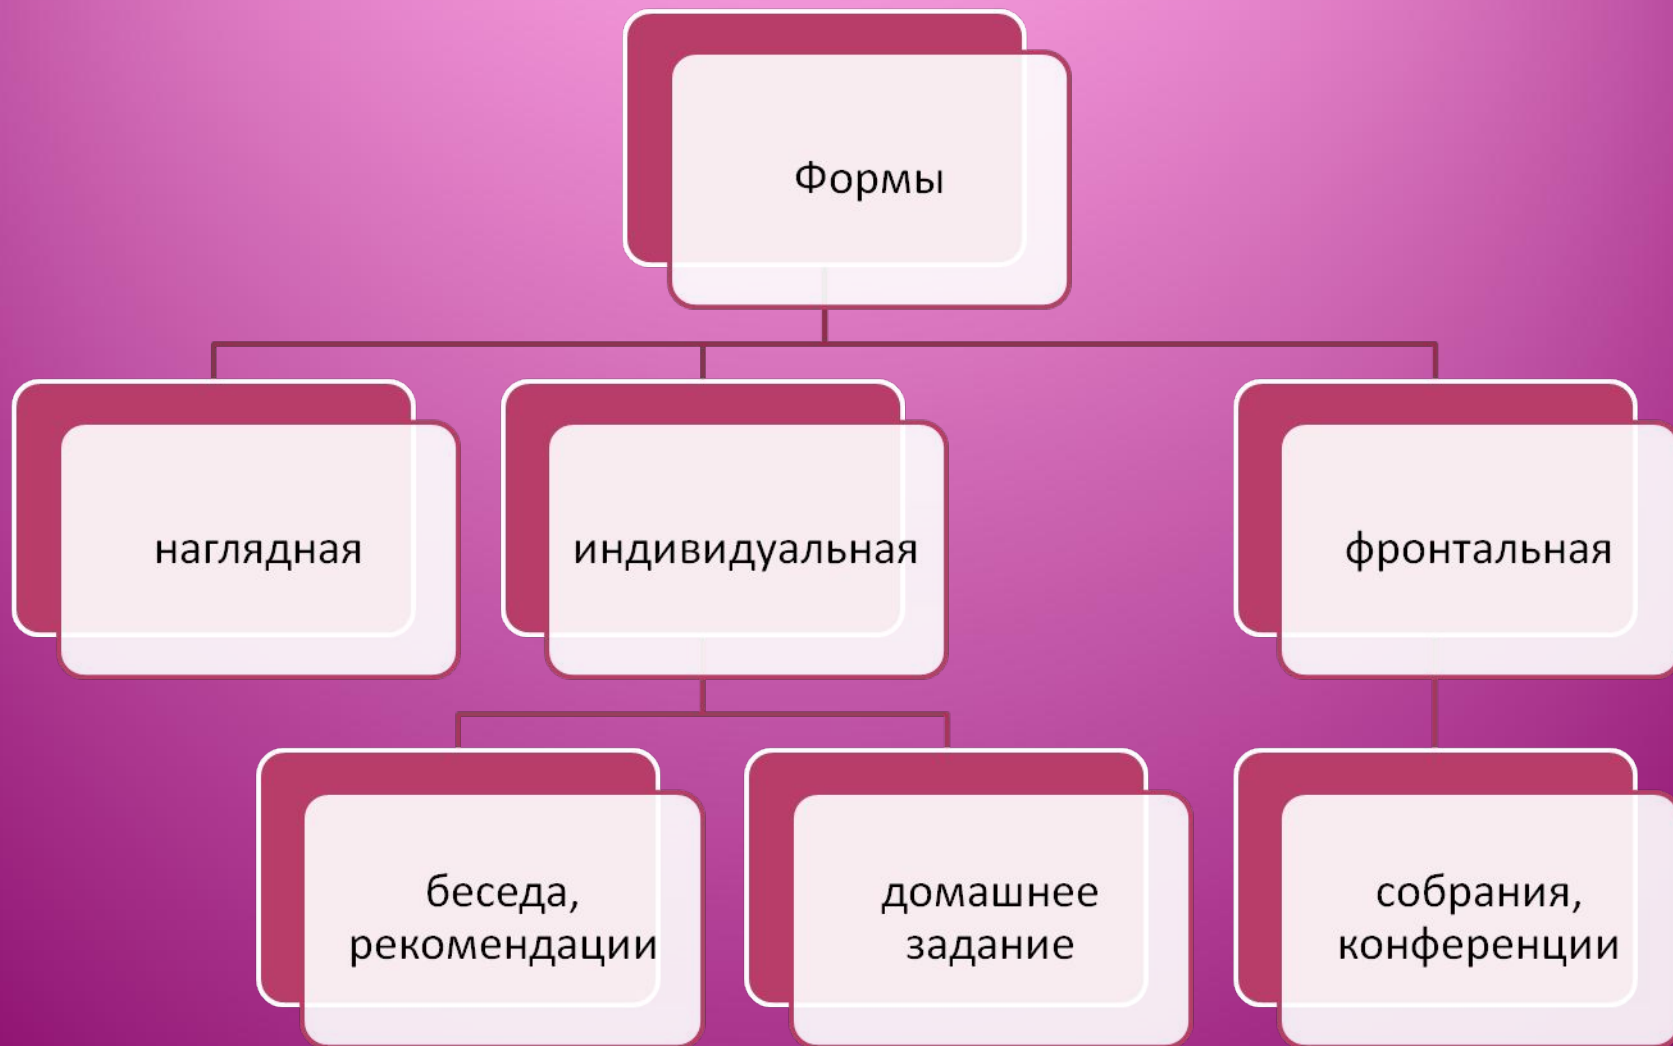 Формы
наглядная
индивидуальная
фронтальная
беседа,
рекомендации
домашнее
задание
собрания,
конференции